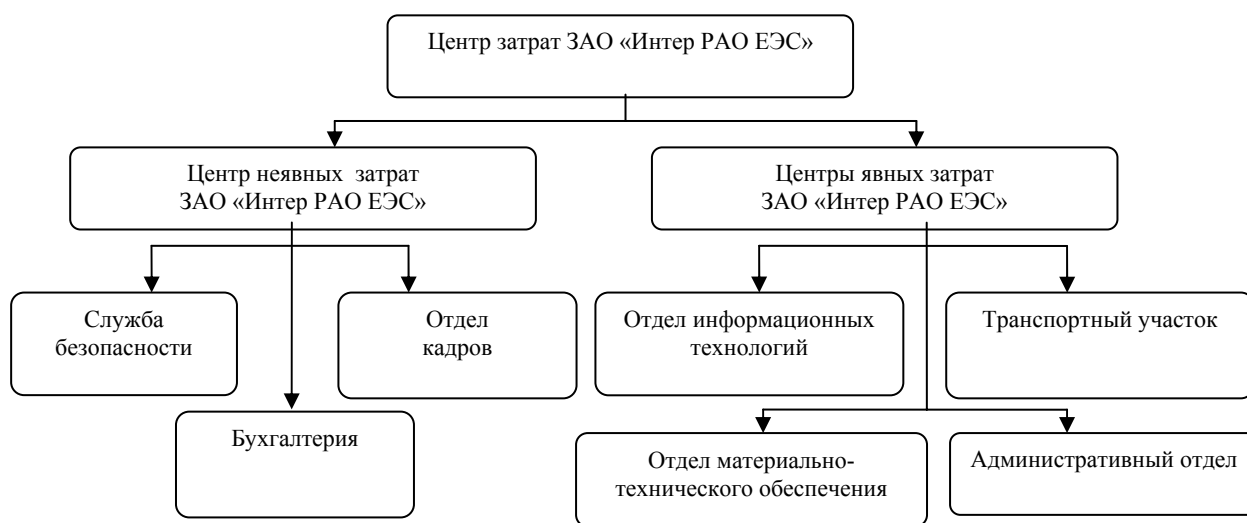 Центр затрат ЗАО «Интер РАО ЕЭС»
Центр неявных затрат
ЗАО «Интер РАО ЕЭС»
Центры явных затрат
ЗАО «Интер РАО ЕЭС»
Служба
безопасности
Отдел
кадров
Отдел информационных
технологий
Транспортный участок
Бухгалтерия
Отдел материально-
технического обеспечения
Административный отдел